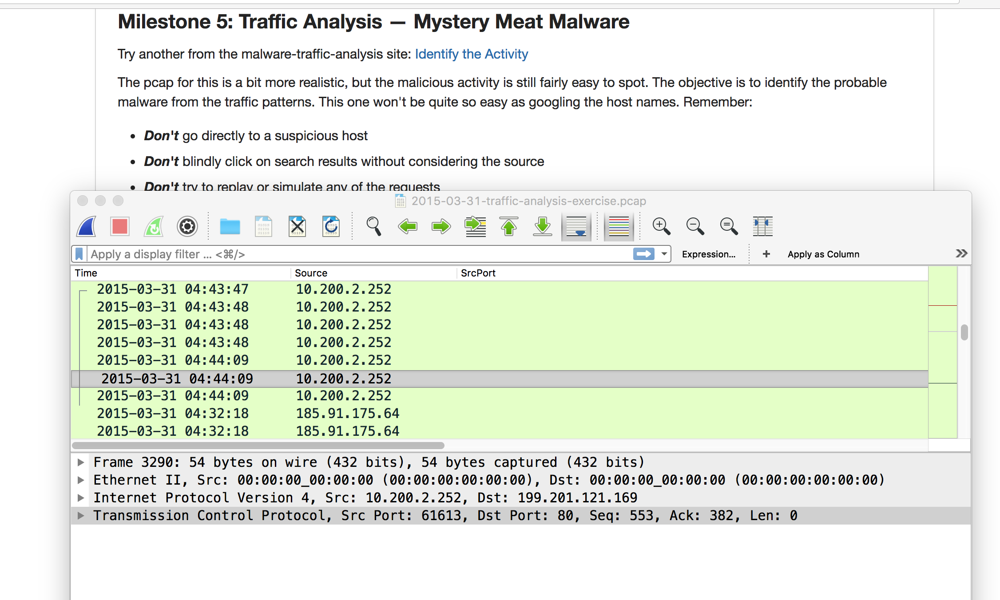 Milestone 5: Traffic Analysis — Mystery Meat Malware
Try another from the malware-traffic-analysis site: Identify the Activity
The pcap for this is a bit more realistic, but the malicious activity is still fairly easy to spot. The objective is to identify the probable
malware from the traffic patterns. This one won't be quite so easy as googling the host names. Remember:
• Don't go directly to a suspicious host
• Don't blindly click on search results without considering the source
• Don't try to replay or simulate any of the requests
2015-03-31-traffic-analysis-exercise.pcap
Apply a display filter ... <⌘/>
Expression... + Apply as Column
Time Source SrcPort
2015-03-31 04:43:47 10.200.2.252
2015-03-31 04:43:48 10.200.2.252
2015-03-31 04:43:48 10.200.2.252
2015-03-31 04:43:48 10.200.2.252
2015-03-31 04:44:09 10.200.2.252
2015-03-31 04:44:09 10.200.2.252
2015-03-31 04:44:09 10.200.2.252
2015-03-31 04:32:18 185.91.175.64
2015-03-31 04:32:18 185.91.175.64
Frame 3290: 54 bytes on wire (432 bits), 54 bytes captured (432 bits)
Ethernet II, Src: 00:00:00_00:00:00 (00:00:00:00:00:00), Dst: 00:00:00_00:00:00 (00:00:00:00:00:00)
Internet Protocol Version 4, Src: 10.200.2.252, Dst: 199.201.121.169
Transmission Control Protocol, Src Port: 61613, Dst Port: 80, Seq: 553, Ack: 382, Len: 0